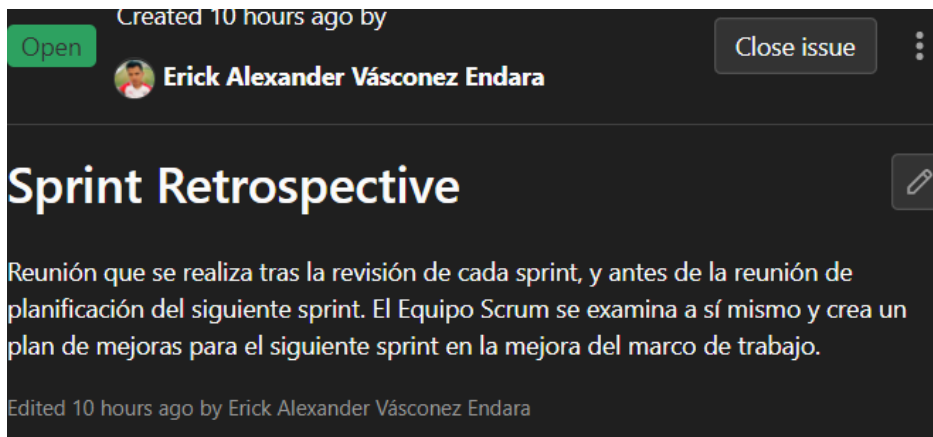 Created 10 hours ago by
Open
Close issue
Erick Alexander Vásconez Endara
Sprint Retrospective
Reunión que se realiza tras la revisión de cada sprint, y antes de la reunión de
planificación del siguiente sprint. El Equipo Scrum se examina a sí mismo y crea un
plan de mejoras para el siguiente sprint en la mejora del marco de trabajo.
Edited 10 hours ago by Erick Alexander Vásconez Endara